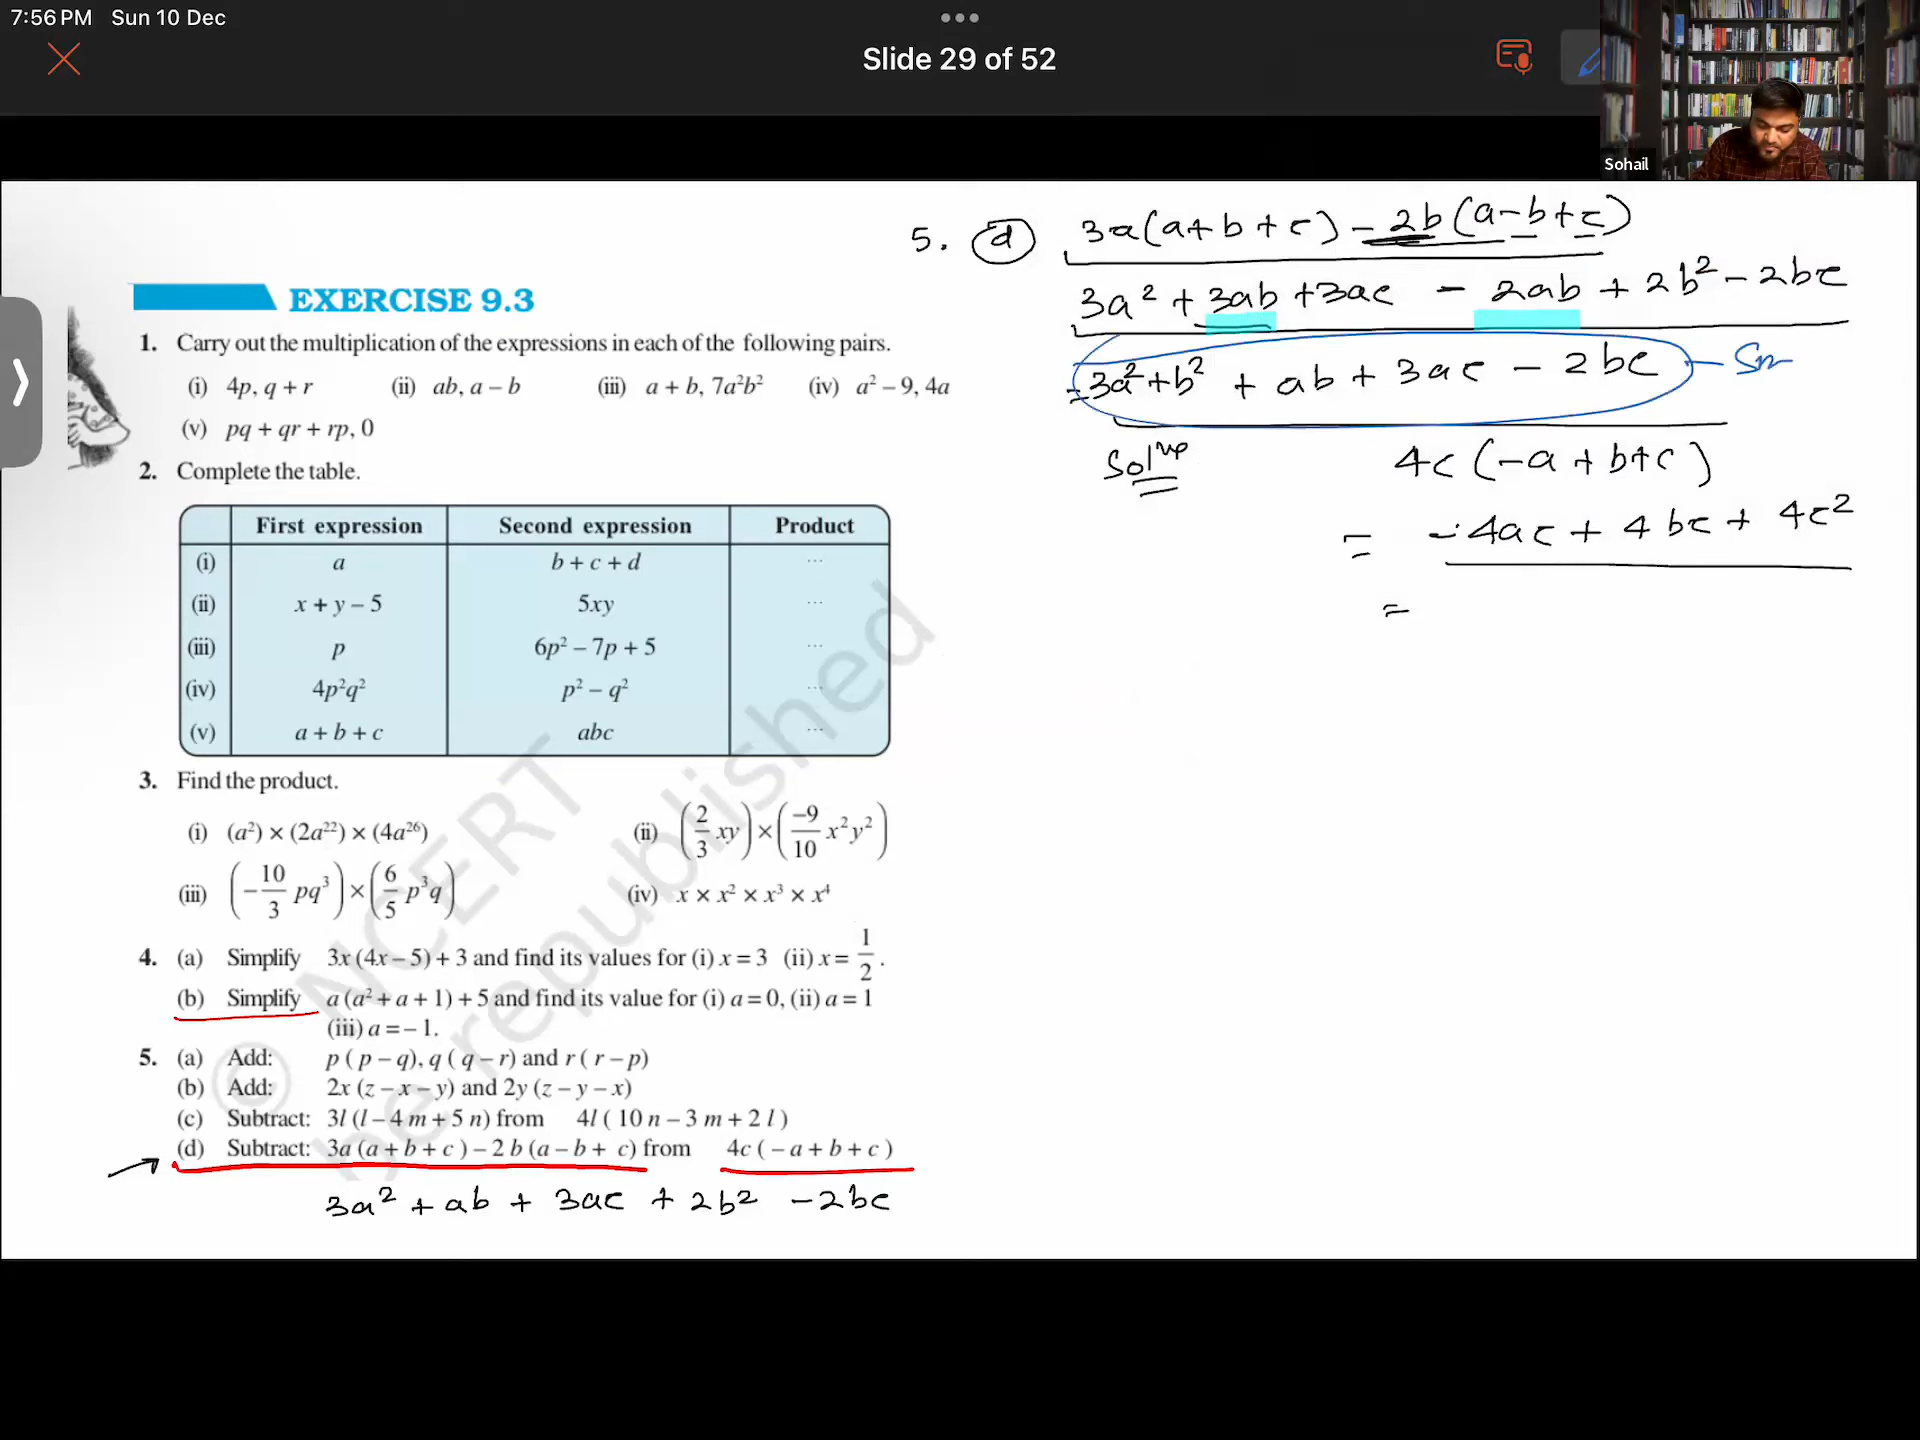 7:56 PM Sun 10 Dec
Slide 29 of 52
Sohail
EXERCISE 9.3
1. Carry out the multiplication of the expressions in each of the following pairs.
(i) 4p, q + r (ii) ab, a – b (iii) a + b, 7a²b² (iv) a² – 9, 4a
(v) pq + qr + rp, 0
2. Complete the table.
First expression Second expression Product
(i) a b + c + d ...
(ii) x + y – 5 5xy ...
(iii) p 6p² – 7p + 5 ...
(iv) 4p²q² p² – q² ...
(v) a + b + c abc ...
3. Find the product.
(i) (a²) × (2a²²) × (4a²⁶) (ii) (2/3 xy) × (–9/10 x²y²)
(iii) (–10/3 pq³) × (6/5 p³q) (iv) x × x² × x³ × x⁴
4. (a) Simplify 3x (4x – 5) + 3 and find its values for (i) x = 3 (ii) x = 1/2.
(b) Simplify a (a² + a + 1) + 5 and find its value for (i) a = 0, (ii) a = 1
(iii) a = – 1.
5. (a) Add: p ( p – q), q ( q – r) and r ( r – p)
(b) Add: 2x (z – x – y) and 2y (z – y – x)
(c) Subtract: 3l (l – 4 m + 5 n) from 4l ( 10 n – 3 m + 2 l )
(d) Subtract: 3a (a + b + c ) – 2 b (a – b + c) from 4c ( – a + b + c )
3a² + ab + 3ac + 2b² - 2bc
© NCERT
be republished
5. (d) 3a(a+b+c) - 2b(a-b+c)
3a² + 3ab + 3ac - 2ab + 2b² - 2bc
3a² + b² + ab + 3ac - 2bc
4c(-a+b+c)
= -4ac + 4bc + 4c²
=